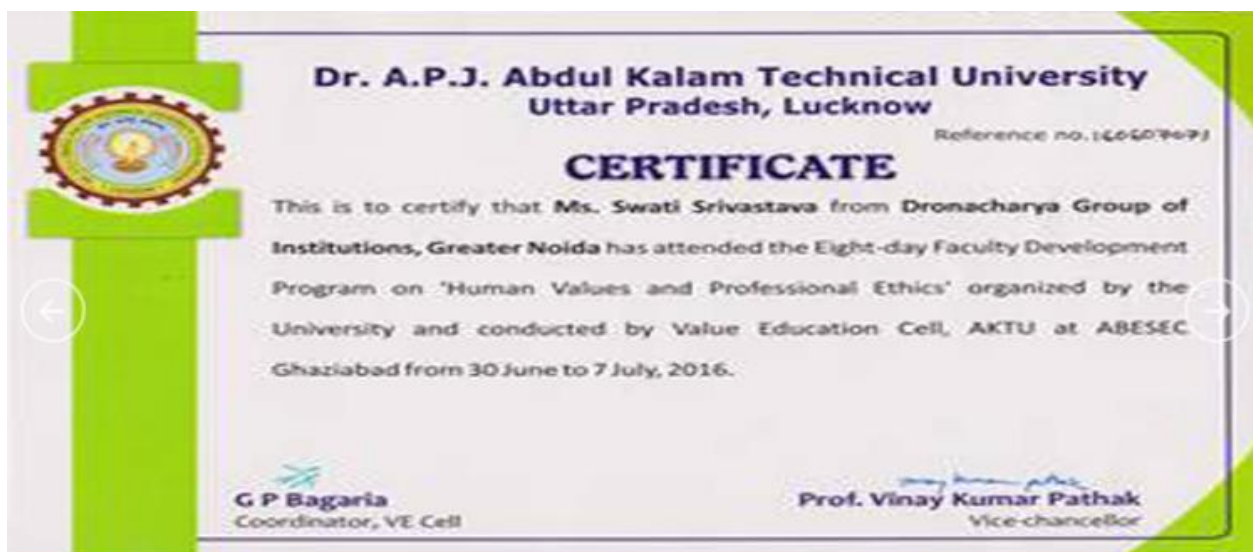 Dr. A.P.J. Abdul Kalam Technical University
Uttar Pradesh, Lucknow
Reference no.:
CERTIFICATE
This is to certify that Ms. Swati Srivastava from Dronacharya Group of
Institutions, Greater Noida has attended the Eight-day Faculty Development
Program on 'Human Values and Professional Ethics' organized by the
University and conducted by Value Education Cell, AKTU at ABESEC
Ghaziabad from 30 June to 7 July, 2016.
G P Bagaria
Coordinator, VE Cell
Prof. Vinay Kumar Pathak
Vice-chancellor